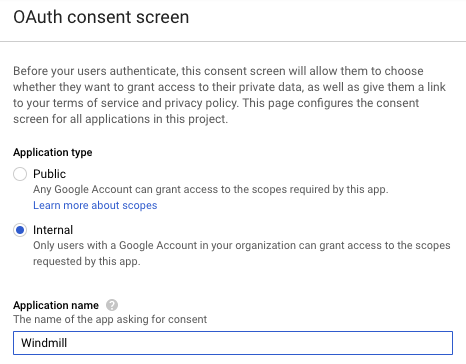 OAuth consent screen
Before your users authenticate, this consent screen will allow them to choose
whether they want to grant access to their private data, as well as give them a link
to your terms of service and privacy policy. This page configures the consent
screen for all applications in this project.
Application type
Public
Any Google Account can grant access to the scopes required by this app.
Learn more about scopes
Internal
Only users with a Google Account in your organization can grant access to the scopes
requested by this app.
Application name ?
The name of the app asking for consent
Windmill